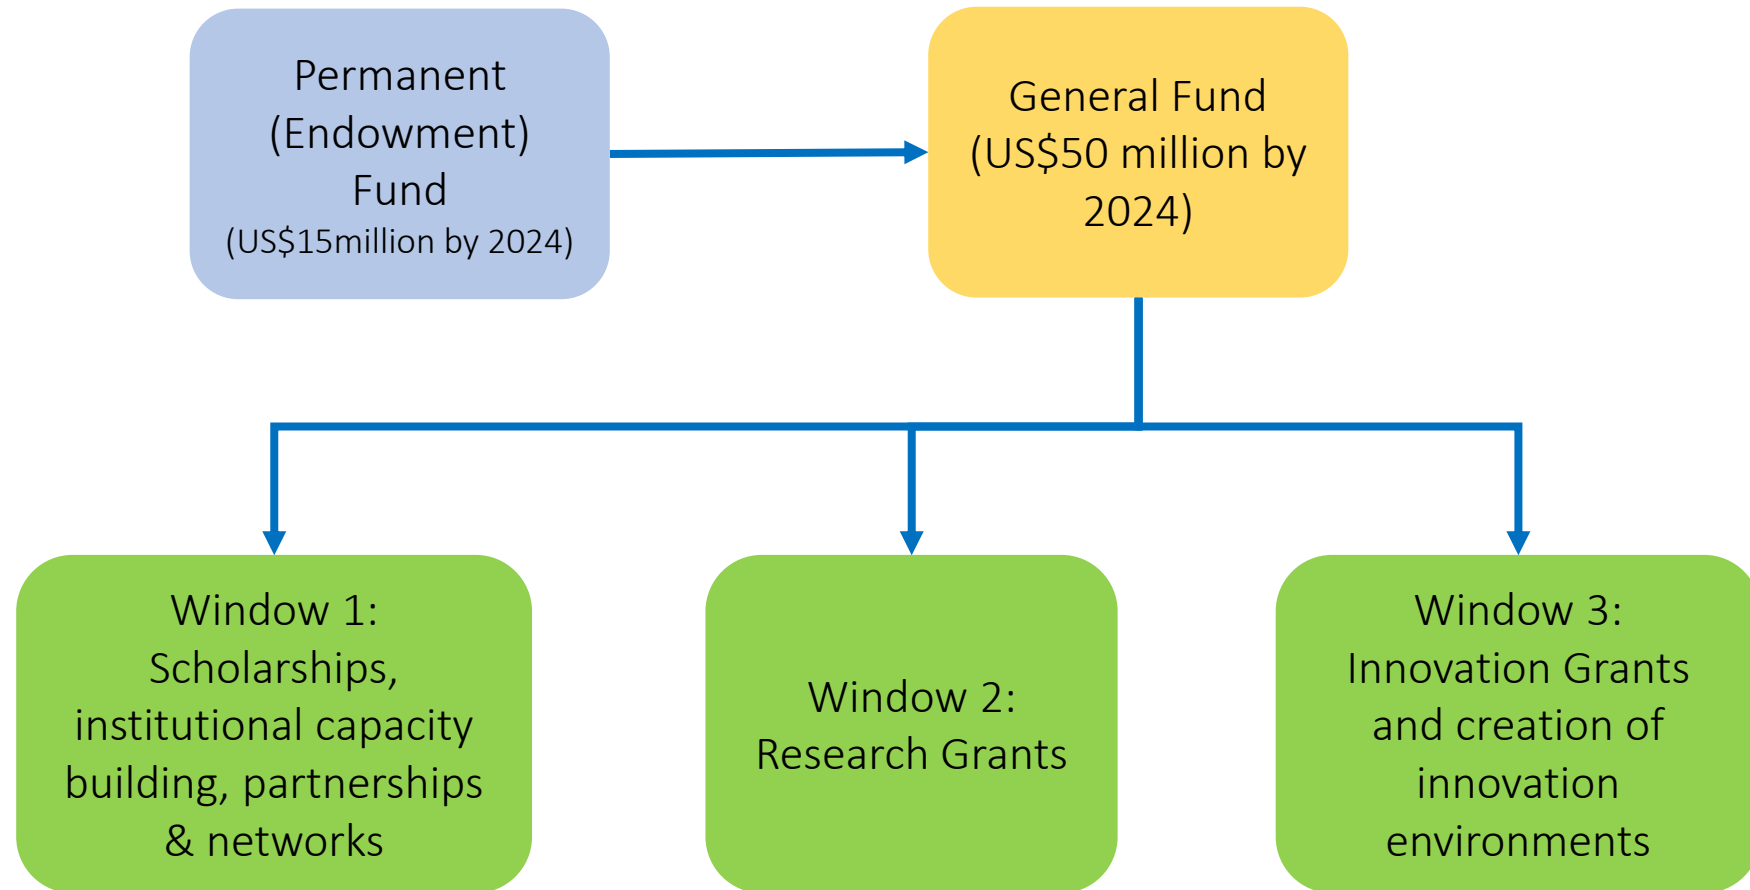 Permanent
(Endowment)
Fund
(US$15million by 2024)
General Fund
(US$50 million by
2024)
Window 1:
Scholarships,
institutional capacity
building, partnerships
& networks
Window 2:
Research Grants
Window 3:
Innovation Grants
and creation of
innovation
environments